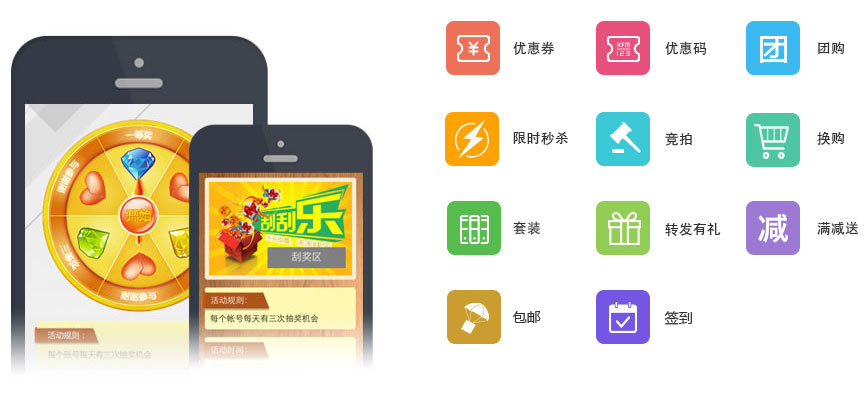 一等奖
谢谢参与
三等奖
谢谢参与
活动规则：
每个账号每天有三次抽奖机会
刮刮乐
刮奖区
活动规则：
每个帐号每天有三次抽奖机会
活动时间：
¥
优惠券
XFM
123
优惠码
团
团购
限时秒杀
竞拍
换购
套装
转发有礼
减
满减送
包邮
签到